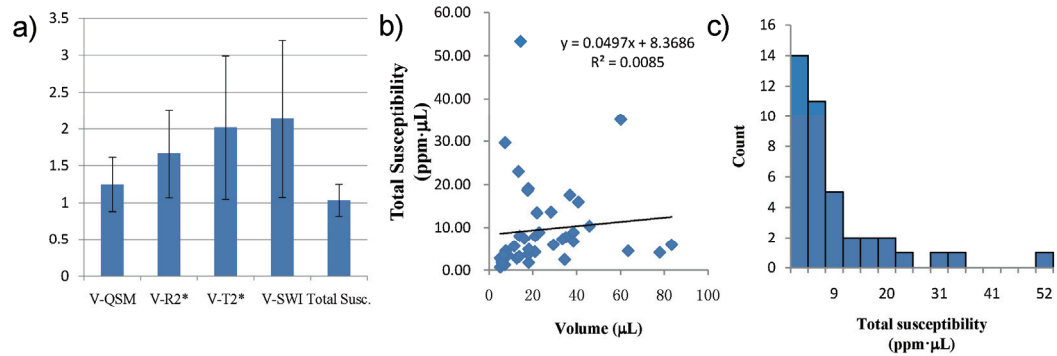 a)
3.5
3
2.5
2
1.5
1
0.5
0
V-QSM V-R2* V-T2* V-SWI Total Susc.
b)
Total Susceptibility
(ppm·μL)
60.00
50.00
40.00
30.00
20.00
10.00
0.00
y = 0.0497x + 8.3686
R² = 0.0085
0 20 40 60 80 100
Volume (μL)
c)
Count
16
14
12
10
8
6
4
2
0
9 20 31 41 52
Total susceptibility
(ppm·μL)